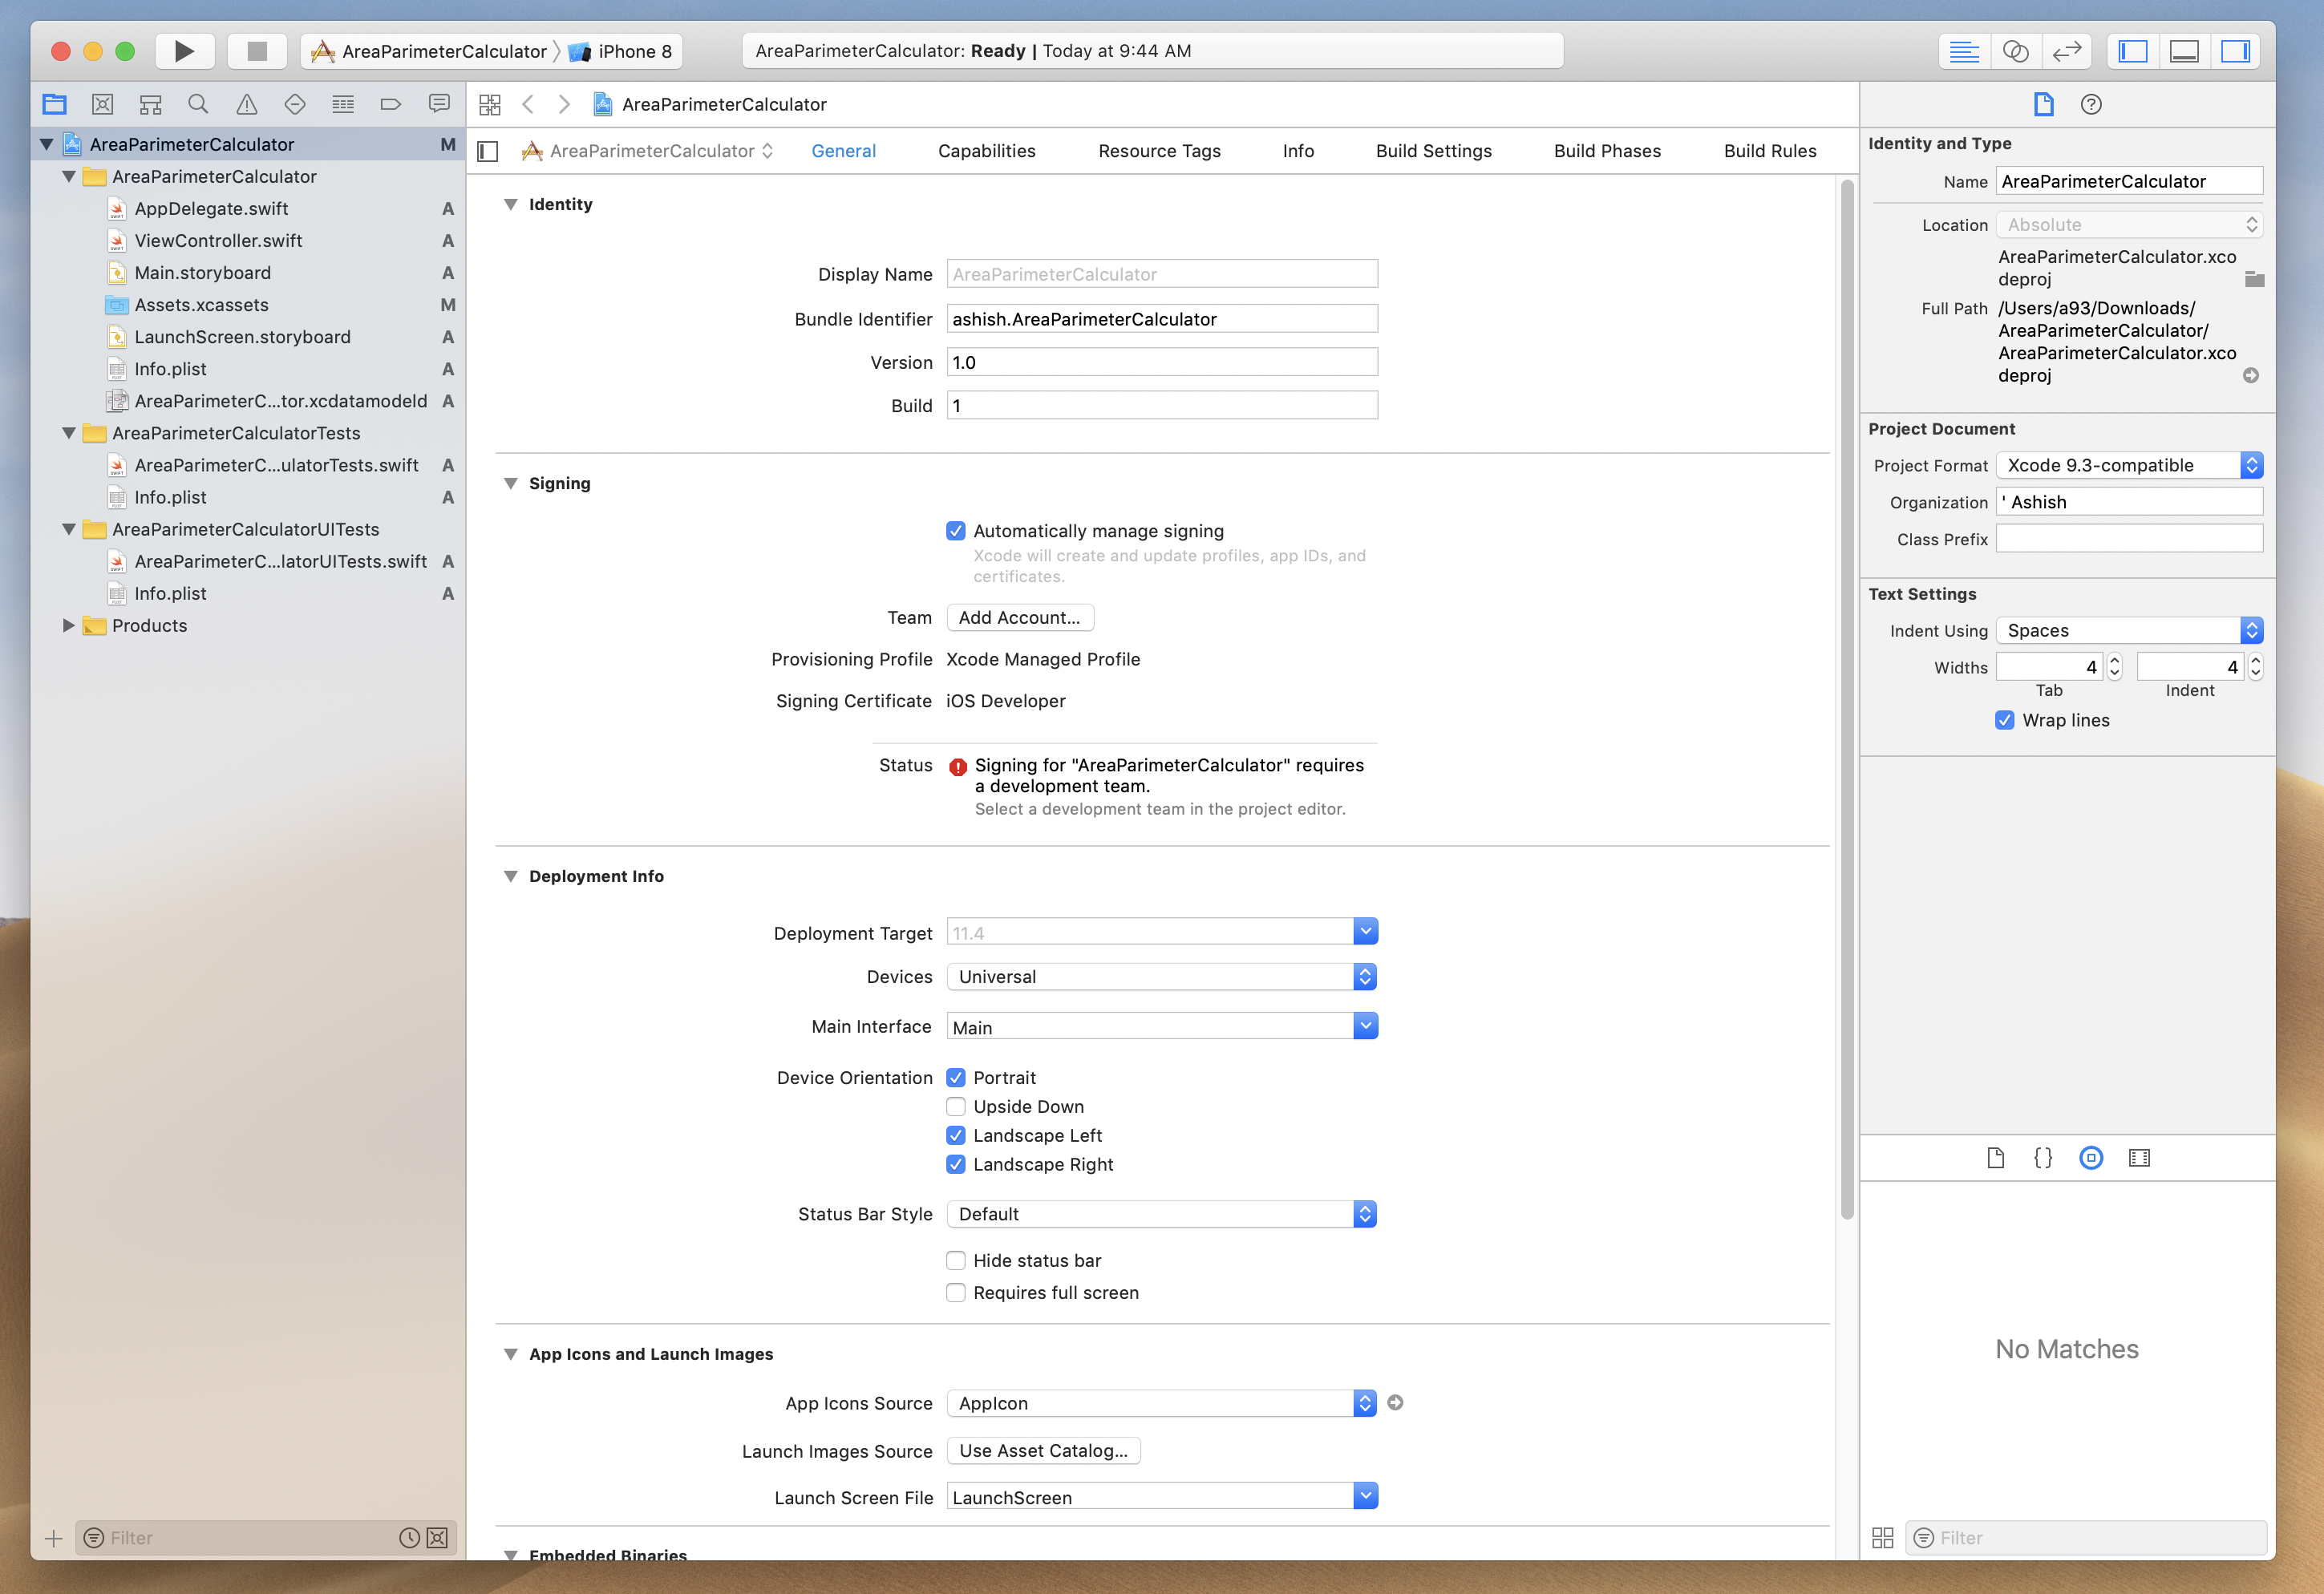 AreaParimeterCalculator
iPhone 8
AreaParimeterCalculator: Ready | Today at 9:44 AM
AreaParimeterCalculator M
AreaParimeterCalculator
AppDelegate.swift A
ViewController.swift A
Main.storyboard A
Assets.xcassets M
LaunchScreen.storyboard A
Info.plist A
AreaParimeterC...tor.xcdatamodeld A
AreaParimeterCalculatorTests
AreaParimeterC...ulatorTests.swift A
Info.plist A
AreaParimeterCalculatorUITests
AreaParimeterC...latorUITests.swift A
Info.plist A
Products
Filter
AreaParimeterCalculator
AreaParimeterCalculator
General Capabilities Resource Tags Info Build Settings Build Phases Build Rules
Identity
Display Name AreaParimeterCalculator
Bundle Identifier ashish.AreaParimeterCalculator
Version 1.0
Build 1
Signing
Automatically manage signing
Xcode will create and update profiles, app IDs, and
certificates.
Team Add Account...
Provisioning Profile Xcode Managed Profile
Signing Certificate iOS Developer
Status Signing for "AreaParimeterCalculator" requires
a development team.
Select a development team in the project editor.
Deployment Info
Deployment Target 11.4
Devices Universal
Main Interface Main
Device Orientation Portrait
Upside Down
Landscape Left
Landscape Right
Status Bar Style Default
Hide status bar
Requires full screen
App Icons and Launch Images
App Icons Source AppIcon
Launch Images Source Use Asset Catalog...
Launch Screen File LaunchScreen
Embedded Binaries
Identity and Type
Name AreaParimeterCalculator
Location Absolute
AreaParimeterCalculator.xco
deproj
Full Path /Users/a93/Downloads/
AreaParimeterCalculator/
AreaParimeterCalculator.xco
deproj
Project Document
Project Format Xcode 9.3-compatible
Organization ' Ashish
Class Prefix
Text Settings
Indent Using Spaces
Widths 4 4
Tab Indent
Wrap lines
No Matches
Filter